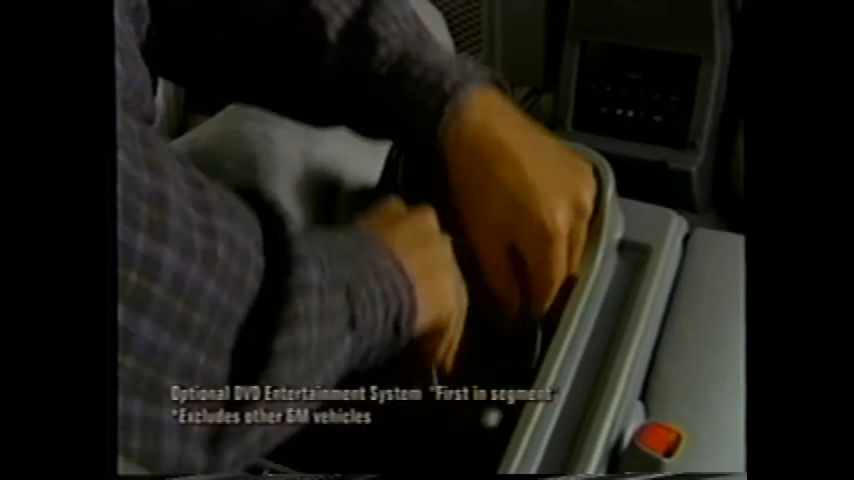 Optional DVD Entertainment System *First in segment*
*Excludes other GM vehicles